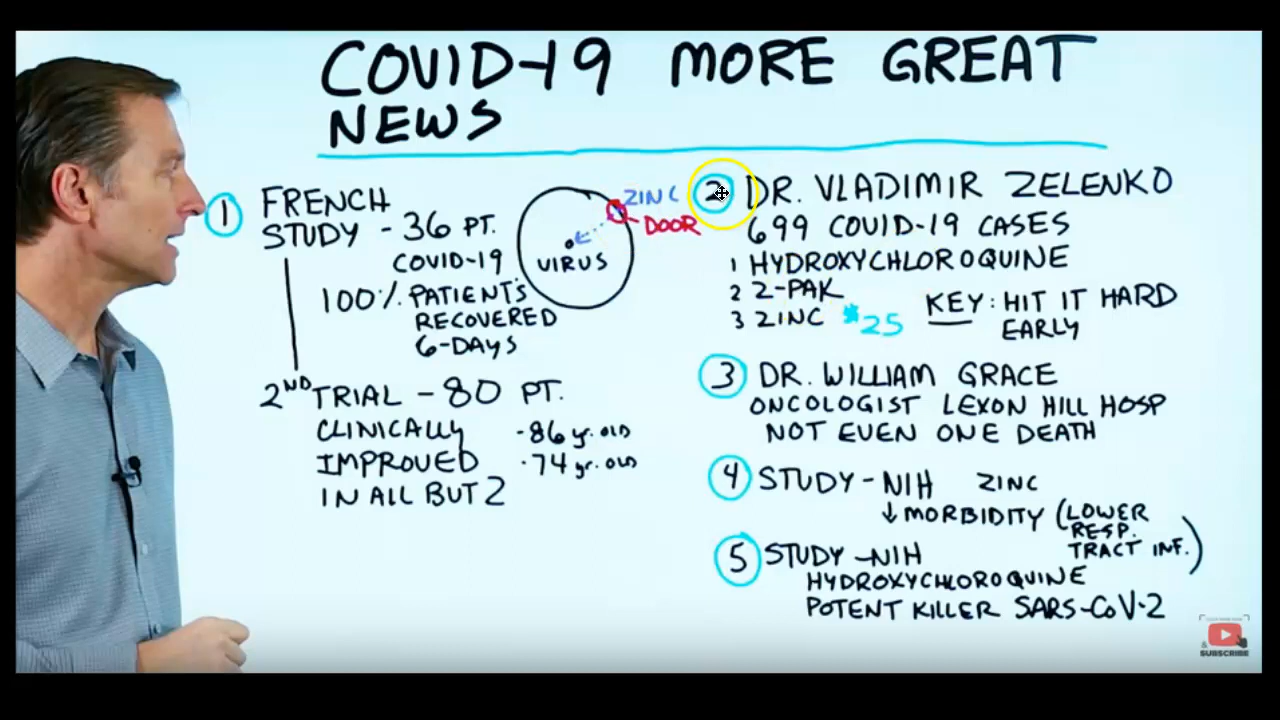 COVID-19 MORE GREAT
NEWS
1 FRENCH
STUDY - 36 PT.
COVID-19
100% PATIENT'S
RECOVERED
6-DAYS
2ND TRIAL - 80 PT.
CLINICALLY - 86 yr. OLD
IMPROVED - 74 yr. OLD
IN ALL BUT 2
ZINC
DOOR
VIRUS
2 DR. VLADIMIR ZELENKO
699 COVID-19 CASES
1 HYDROXYCHLOROQUINE
2 Z-PAK
3 ZINC $25
KEY: HIT IT HARD
EARLY
3 DR. WILLIAM GRACE
ONCOLOGIST LEXON HILL HOSP
NOT EVEN ONE DEATH
4 STUDY - NIH ZINC
↓ MORBIDITY (LOWER
RESP.
TRACT INF.)
5 STUDY - NIH
HYDROXYCHLOROQUINE
POTENT KILLER SARS-CoV-2
& SUBSCRIBE